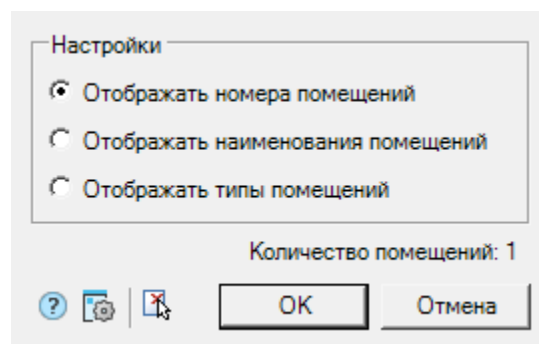 Настройки
Отображать номера помещений
Отображать наименования помещений
Отображать типы помещений
Количество помещений: 1
? OK Отмена